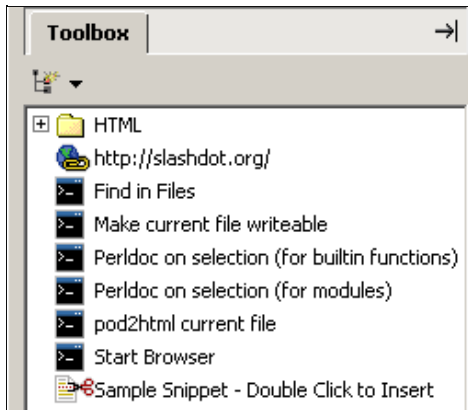 Toolbox
HTML
http://slashdot.org/
Find in Files
Make current file writeable
Perldoc on selection (for builtin functions)
Perldoc on selection (for modules)
pod2html current file
Start Browser
Sample Snippet - Double Click to Insert